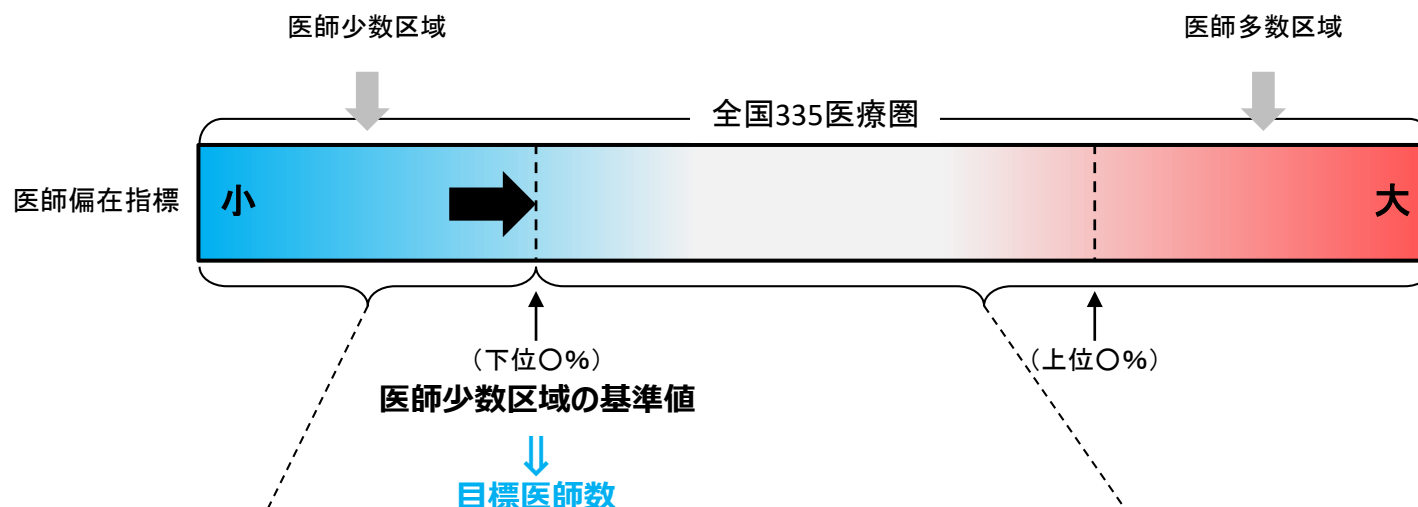 医師少数区域
医師多数区域
全国335医療圏
医師偏在指標
小
大
（下位〇%）
（上位〇%）
医師少数区域の基準値
⇓
目標医師数